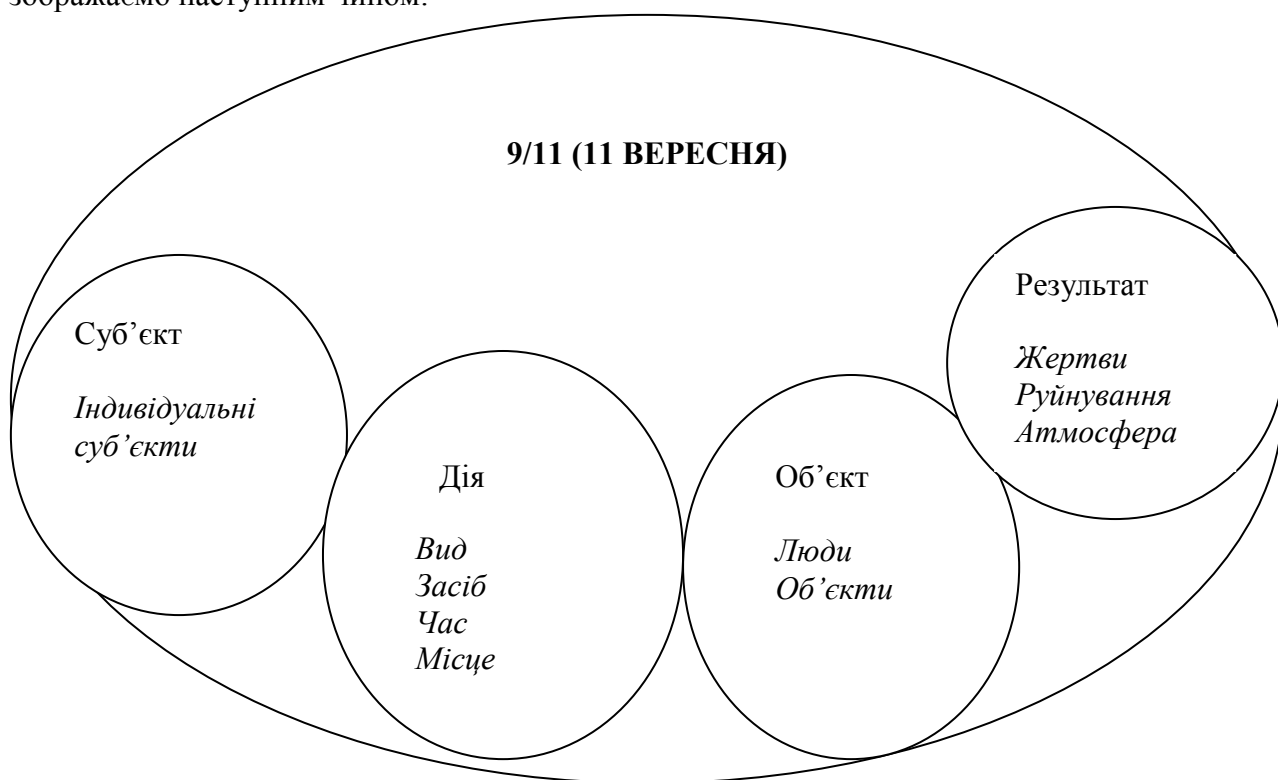 зображаємо наступним чином:
9/11 (11 ВЕРЕСНЯ)
Суб’єкт
Індивідуальні
суб’єкти
Дія
Вид
Засіб
Час
Місце
Об’єкт
Люди
Об’єкти
Результат
Жертви
Руйнування
Атмосфера